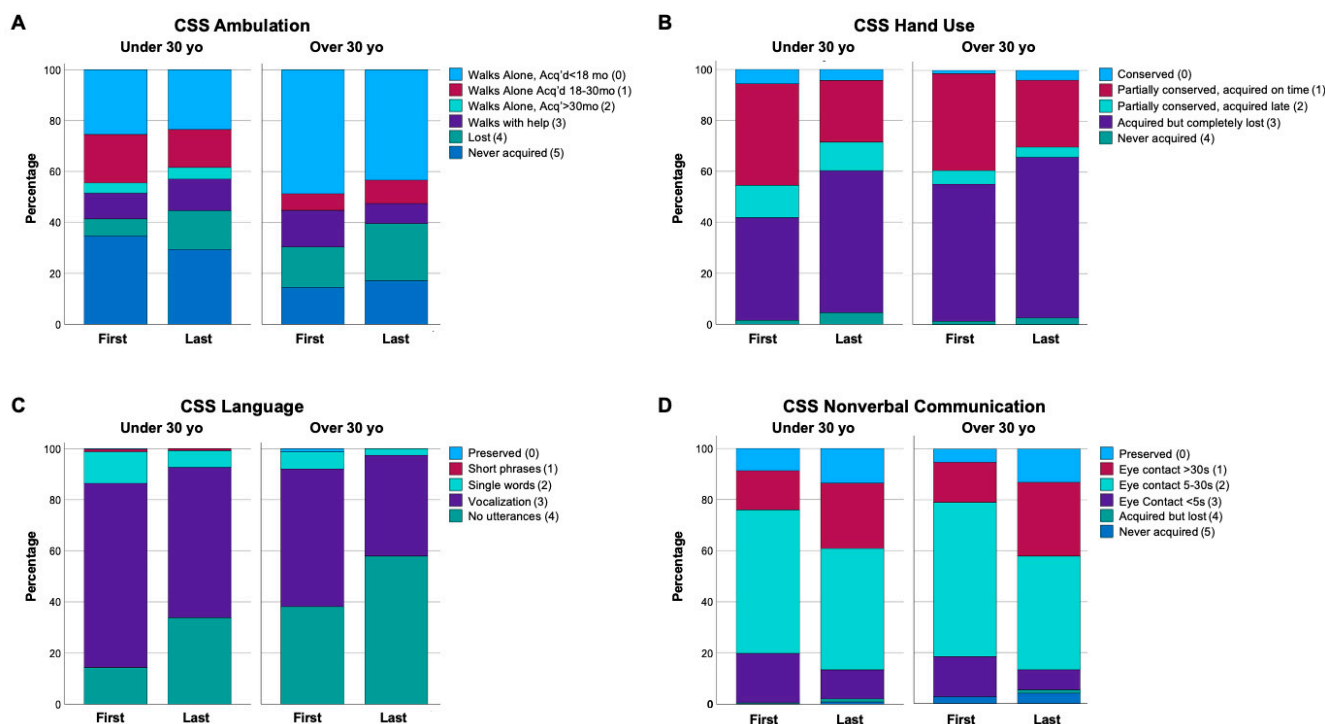 A
CSS Ambulation
Under 30 yo
Over 30 yo
Percentage
100
80
60
40
20
0
First
Last
First
Last
Walks Alone, Acq'd<18 mo (0)
Walks Alone Acq'd 18-30mo (1)
Walks Alone, Acq'>30mo (2)
Walks with help (3)
Lost (4)
Never acquired (5)
B
CSS Hand Use
Under 30 yo
Over 30 yo
Percentage
100
80
60
40
20
0
First
Last
First
Last
Conserved (0)
Partially conserved, acquired on time (1)
Partially conserved, acquired late (2)
Acquired but completely lost (3)
Never acquired (4)
C
CSS Language
Under 30 yo
Over 30 yo
Percentage
100
80
60
40
20
0
First
Last
First
Last
Preserved (0)
Short phrases (1)
Single words (2)
Vocalization (3)
No utterances (4)
D
CSS Nonverbal Communication
Under 30 yo
Over 30 yo
Percentage
100
80
60
40
20
0
First
Last
First
Last
Preserved (0)
Eye contact >30s (1)
Eye contact 5-30s (2)
Eye Contact <5s (3)
Acquired but lost (4)
Never acquired (5)